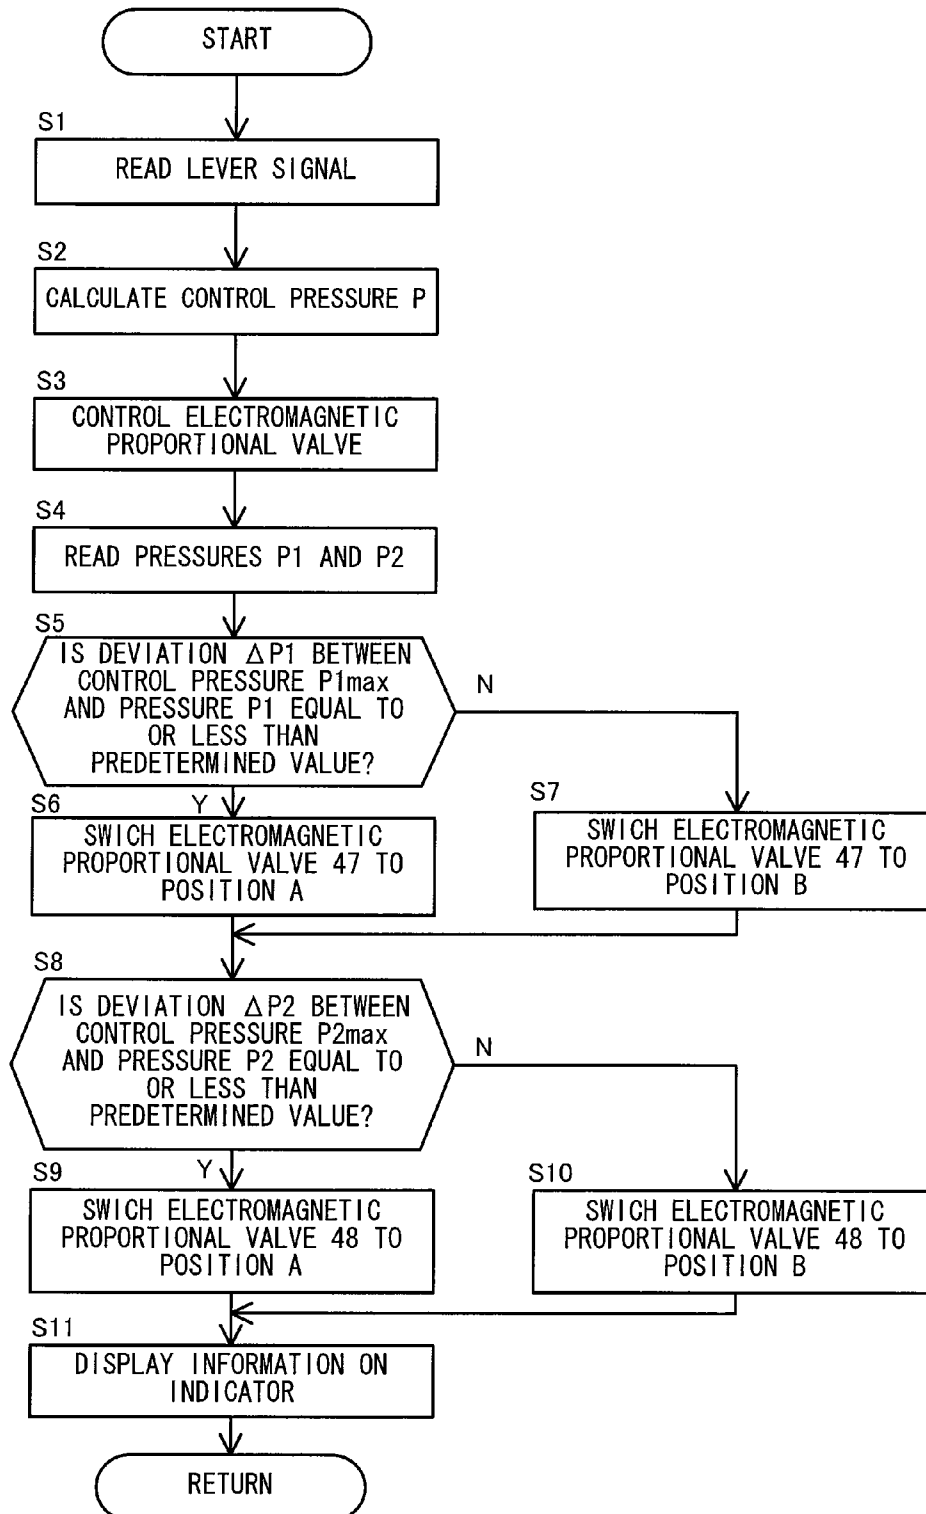 START
S1
READ LEVER SIGNAL
S2
CALCULATE CONTROL PRESSURE P
S3
CONTROL ELECTROMAGNETIC
PROPORTIONAL VALVE
S4
READ PRESSURES P1 AND P2
S5
IS DEVIATION △P1 BETWEEN
CONTROL PRESSURE P1max
AND PRESSURE P1 EQUAL TO
OR LESS THAN
PREDETERMINED VALUE?
N
Y
S6
SWICH ELECTROMAGNETIC
PROPORTIONAL VALVE 47 TO
POSITION A
S7
SWICH ELECTROMAGNETIC
PROPORTIONAL VALVE 47 TO
POSITION B
S8
IS DEVIATION △P2 BETWEEN
CONTROL PRESSURE P2max
AND PRESSURE P2 EQUAL TO
OR LESS THAN
PREDETERMINED VALUE?
N
Y
S9
SWICH ELECTROMAGNETIC
PROPORTIONAL VALVE 48 TO
POSITION A
S10
SWICH ELECTROMAGNETIC
PROPORTIONAL VALVE 48 TO
POSITION B
S11
DISPLAY INFORMATION ON
INDICATOR
RETURN